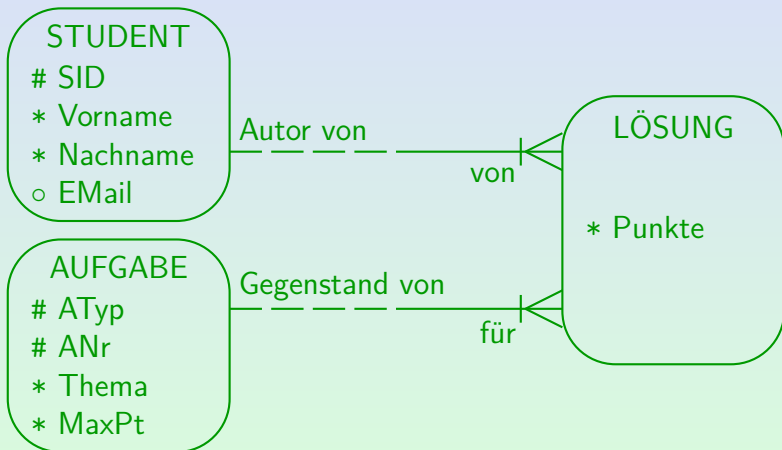 STUDENT
# SID
* Vorname
* Nachname
○ EMail
Autor von
von
LÖSUNG
* Punkte
AUFGABE
# ATyp
# ANr
* Thema
* MaxPt
Gegenstand von
für